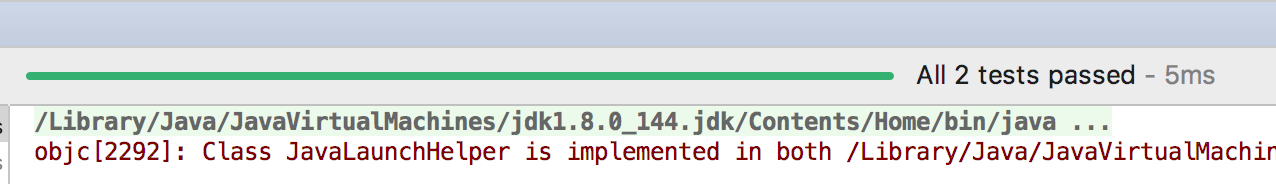 All 2 tests passed - 5ms
/Library/Java/JavaVirtualMachines/jdk1.8.0_144.jdk/Contents/Home/bin/java ...
objc[2292]: Class JavaLaunchHelper is implemented in both /Library/Java/JavaVirtualMachin